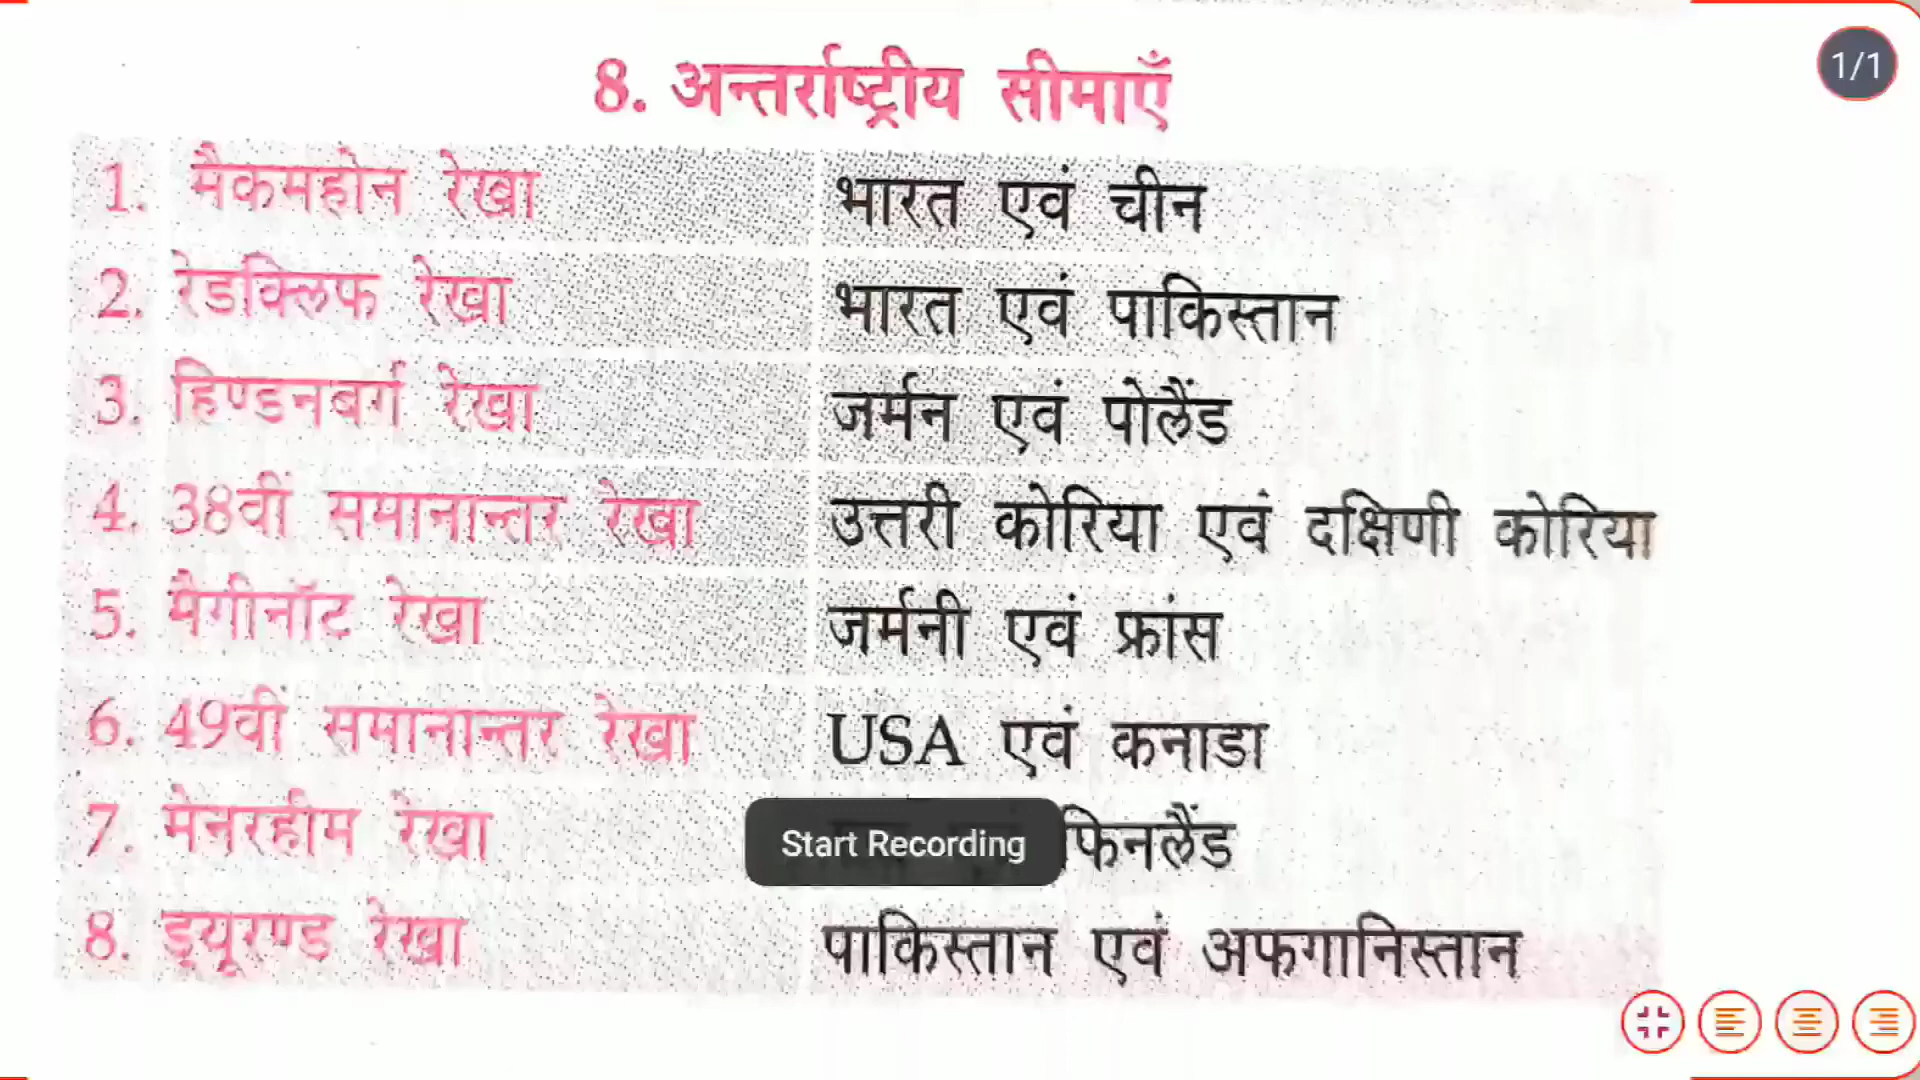 8. अन्तर्राष्ट्रीय सीमाएँ
1/1
1. मैकमहोन रेखा भारत एवं चीन
2. रेडक्लिफ रेखा भारत एवं पाकिस्तान
3. हिण्डनबर्ग रेखा जर्मन एवं पोलैंड
4. 38वीं समानान्तर रेखा उत्तरी कोरिया एवं दक्षिणी कोरिया
5. मैगीनॉट रेखा जर्मनी एवं फ्रांस
6. 49वीं समानान्तर रेखा USA एवं कनाडा
7. मेनरहीम रेखा फिनलैंड
Start Recording
8. ड्यूरण्ड रेखा पाकिस्तान एवं अफगानिस्तान